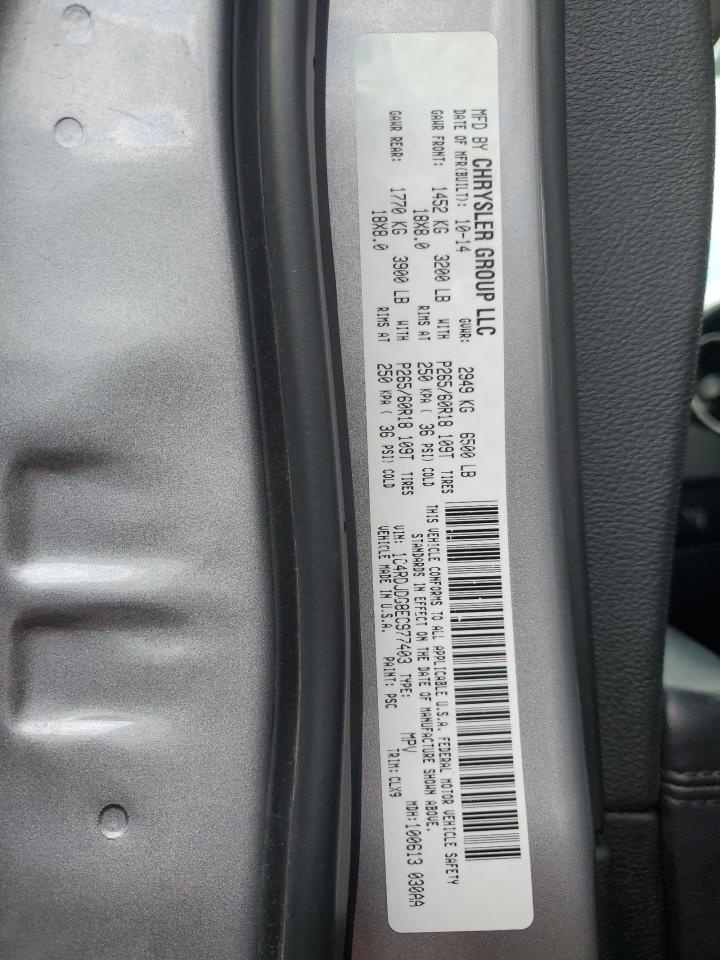 MFD BY CHRYSLER GROUP LLC
DATE OF MFR(BUILT): 10-14 GVWR: 2949 KG 6500 LB
GAWR FRONT: 1452 KG 3200 LB WITH P265/60R18 109T TIRES
18X8.0 RIMS AT 250 KPA ( 36 PSI) COLD
GAWR REAR: 1770 KG 3900 LB WITH P265/60R18 109T TIRES
18X8.0 RIMS AT 250 KPA ( 36 PSI) COLD
THIS VEHICLE CONFORMS TO ALL APPLICABLE U.S.A. FEDERAL MOTOR VEHICLE SAFETY
STANDARDS IN EFFECT ON THE DATE OF MANUFACTURE SHOWN ABOVE.
VIN: 1C4RDJDG8EC977403 TYPE: MPV MDH:100613 030AA
VEHICLE MADE IN U.S.A. PAINT: PSC TRIM: CLX9